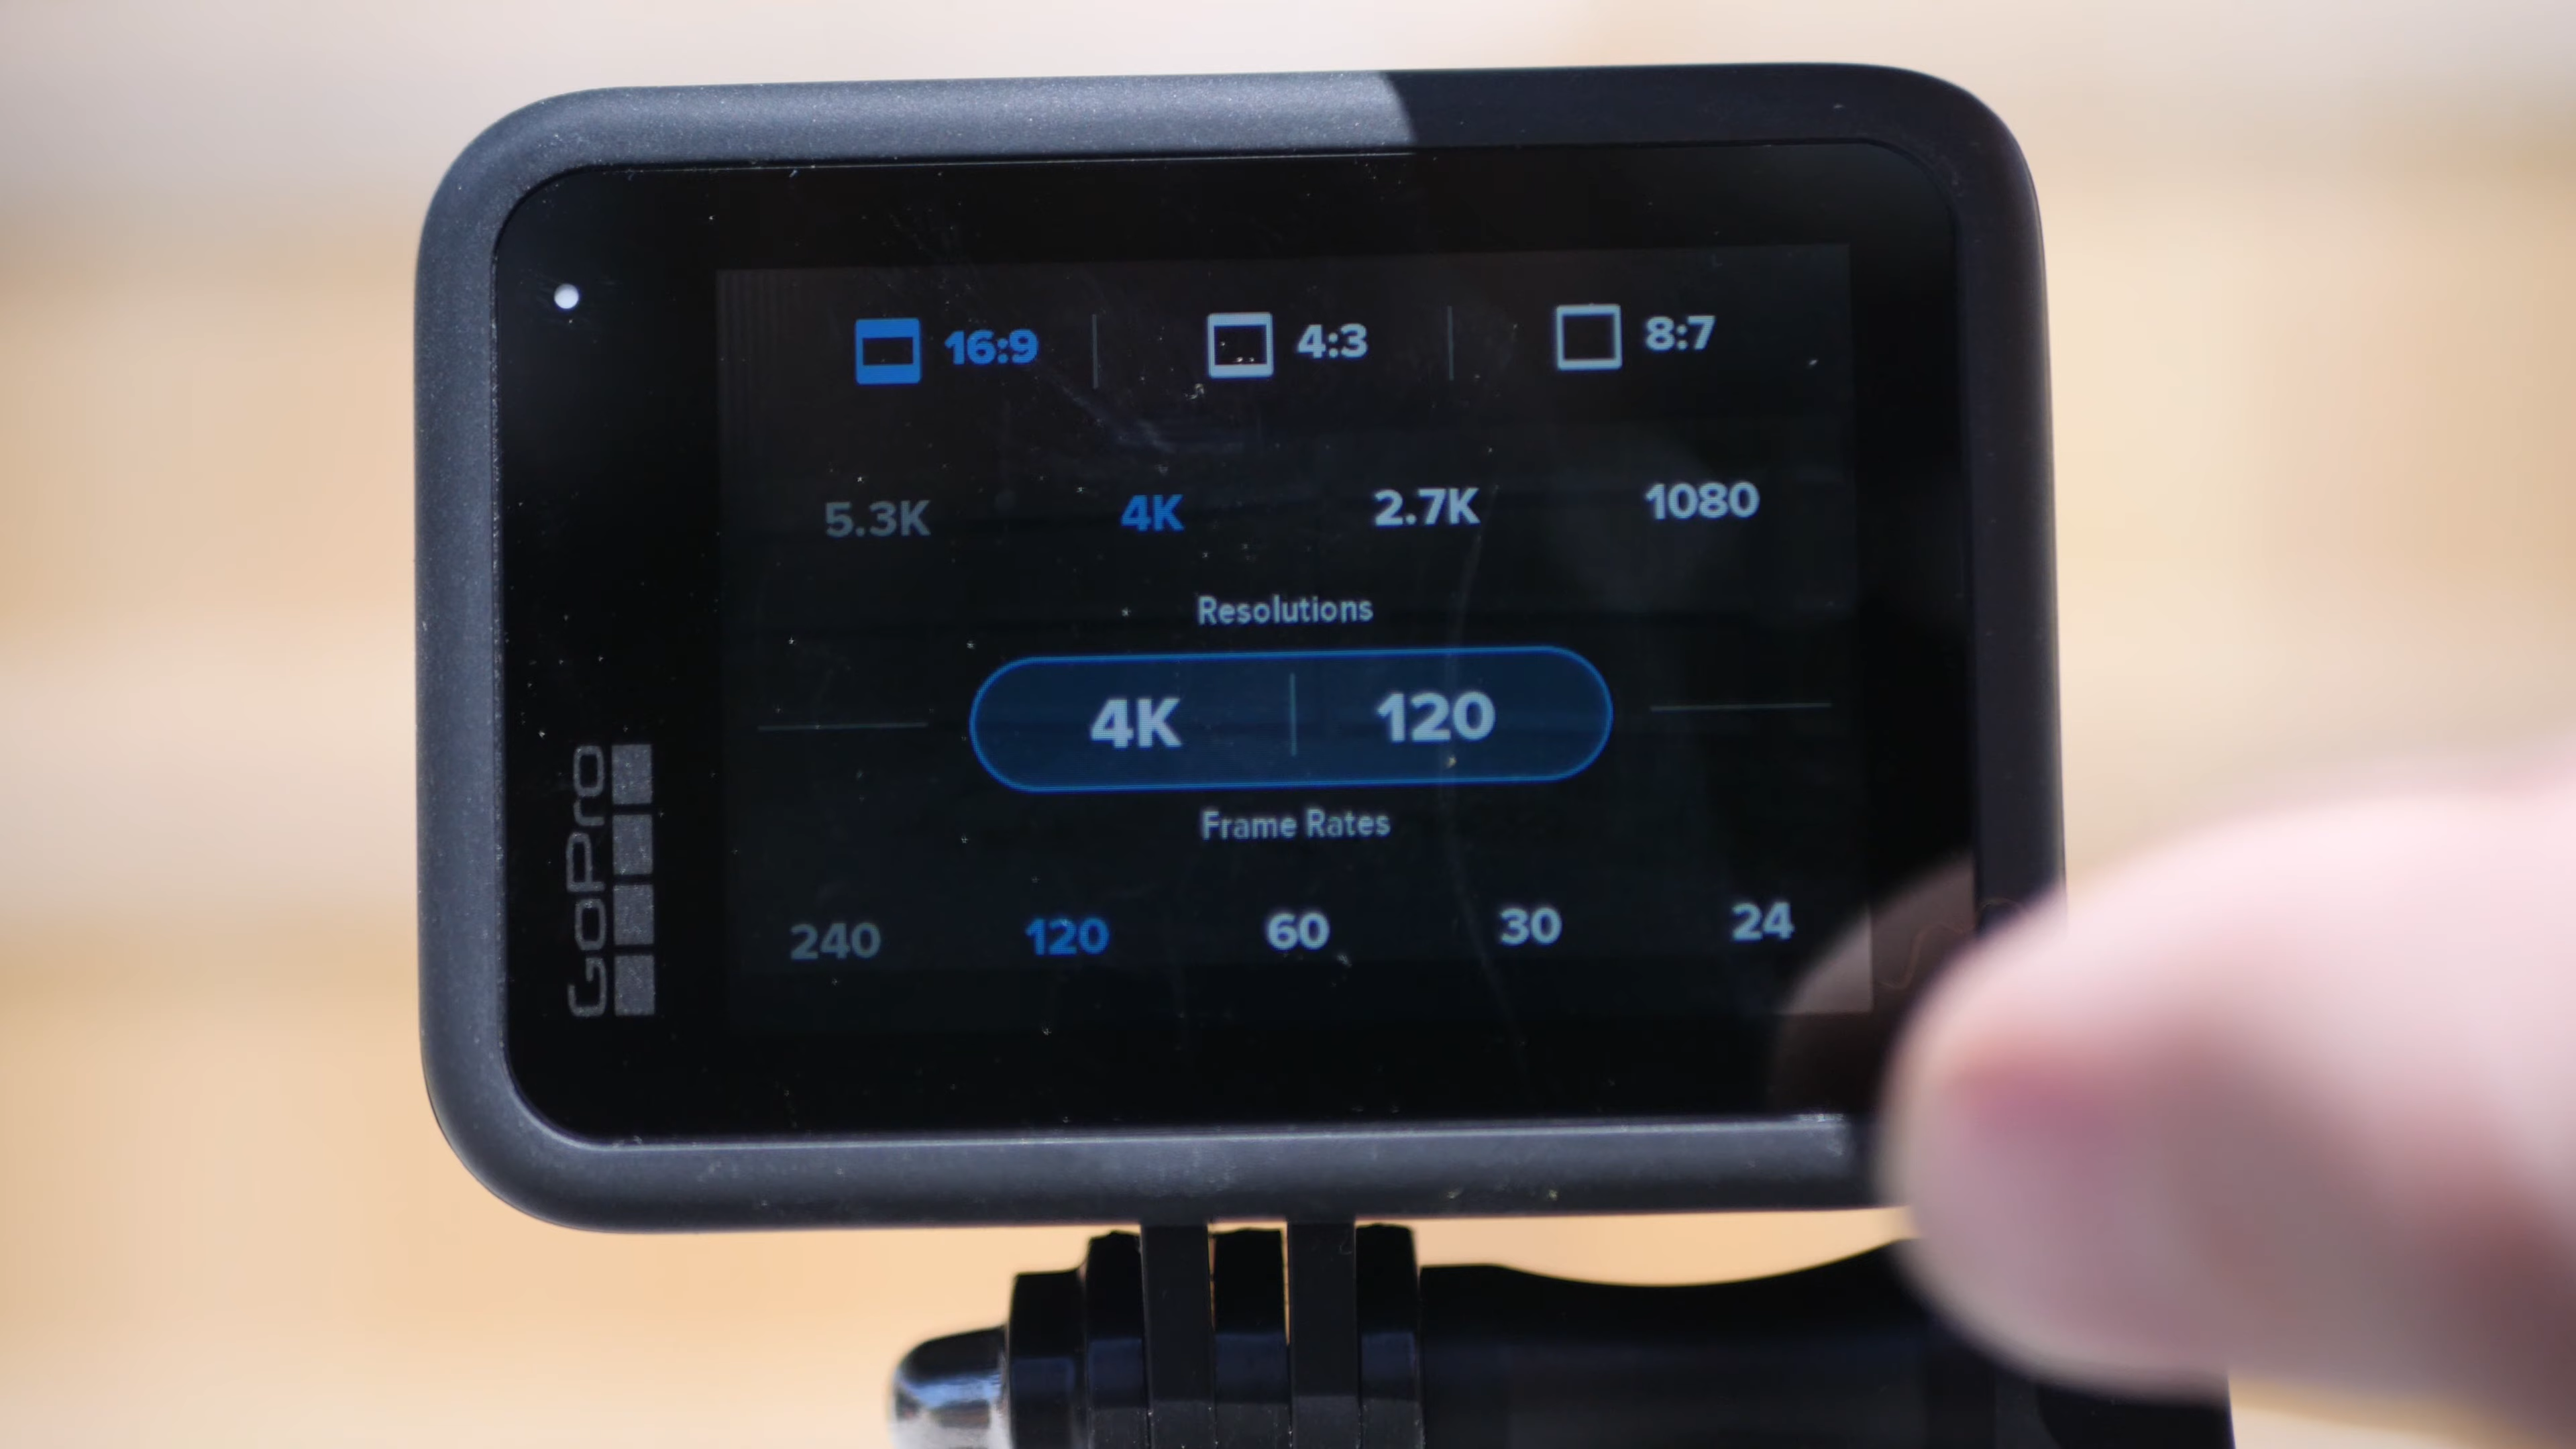 16:9 4:3 8:7
5.3K 4K 2.7K 1080
Resolutions
4K 120
Frame Rates
240 120 60 30 24
GoPro